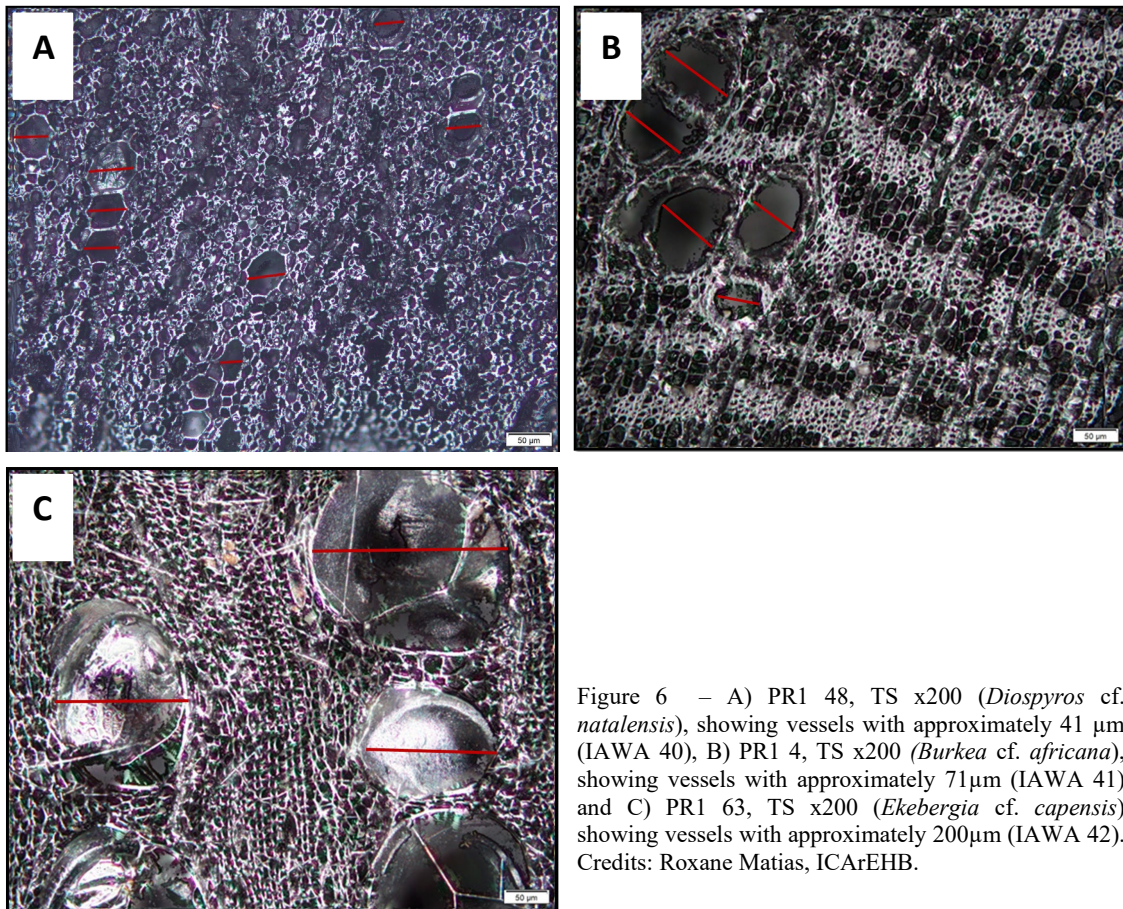 A
B
50 µm
50 µm
C
50 µm
Figure 6 – A) PR1 48, TS x200 (Diospyros cf.
natalensis), showing vessels with approximately 41 µm
(IAWA 40), B) PR1 4, TS x200 (Burkea cf. africana),
showing vessels with approximately 71µm (IAWA 41)
and C) PR1 63, TS x200 (Ekebergia cf. capensis)
showing vessels with approximately 200µm (IAWA 42).
Credits: Roxane Matias, ICArEHB.